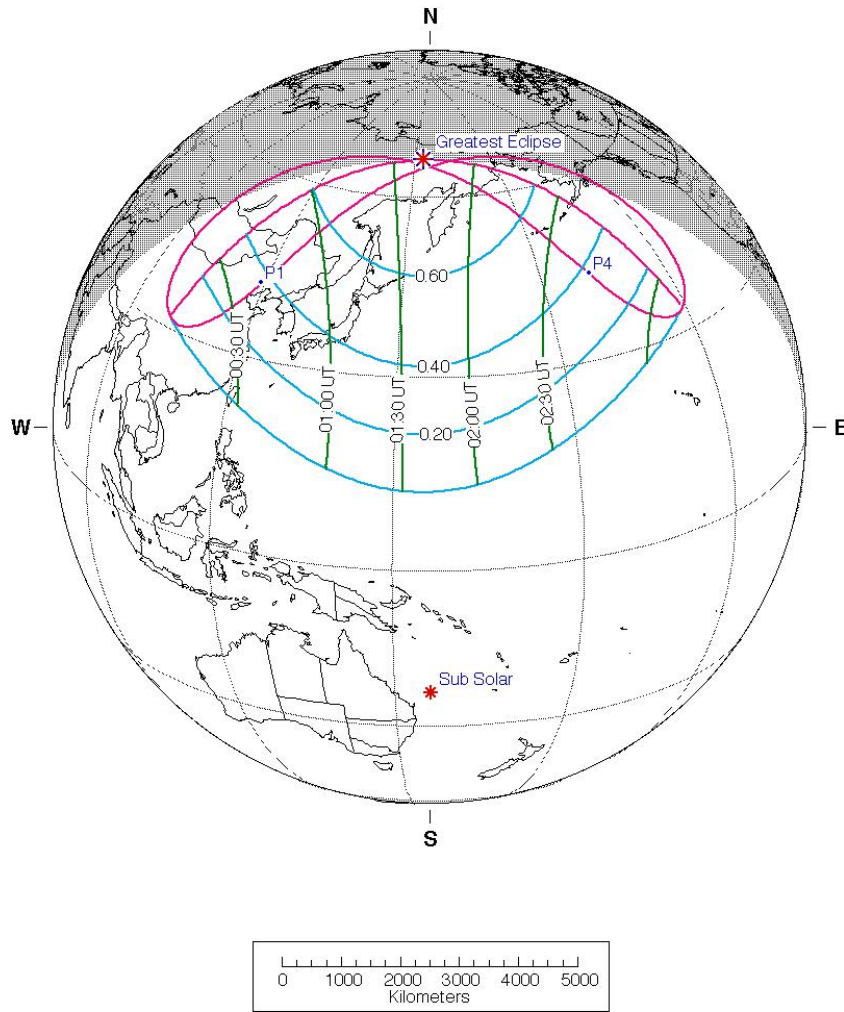 N
Greatest Eclipse
P1
P4
0.60
00:30 UT
0.40
01:00 UT
01:30 UT
02:00 UT
02:30 UT
W
0.20
E
Sub Solar
S
0 1000 2000 3000 4000 5000
Kilometers